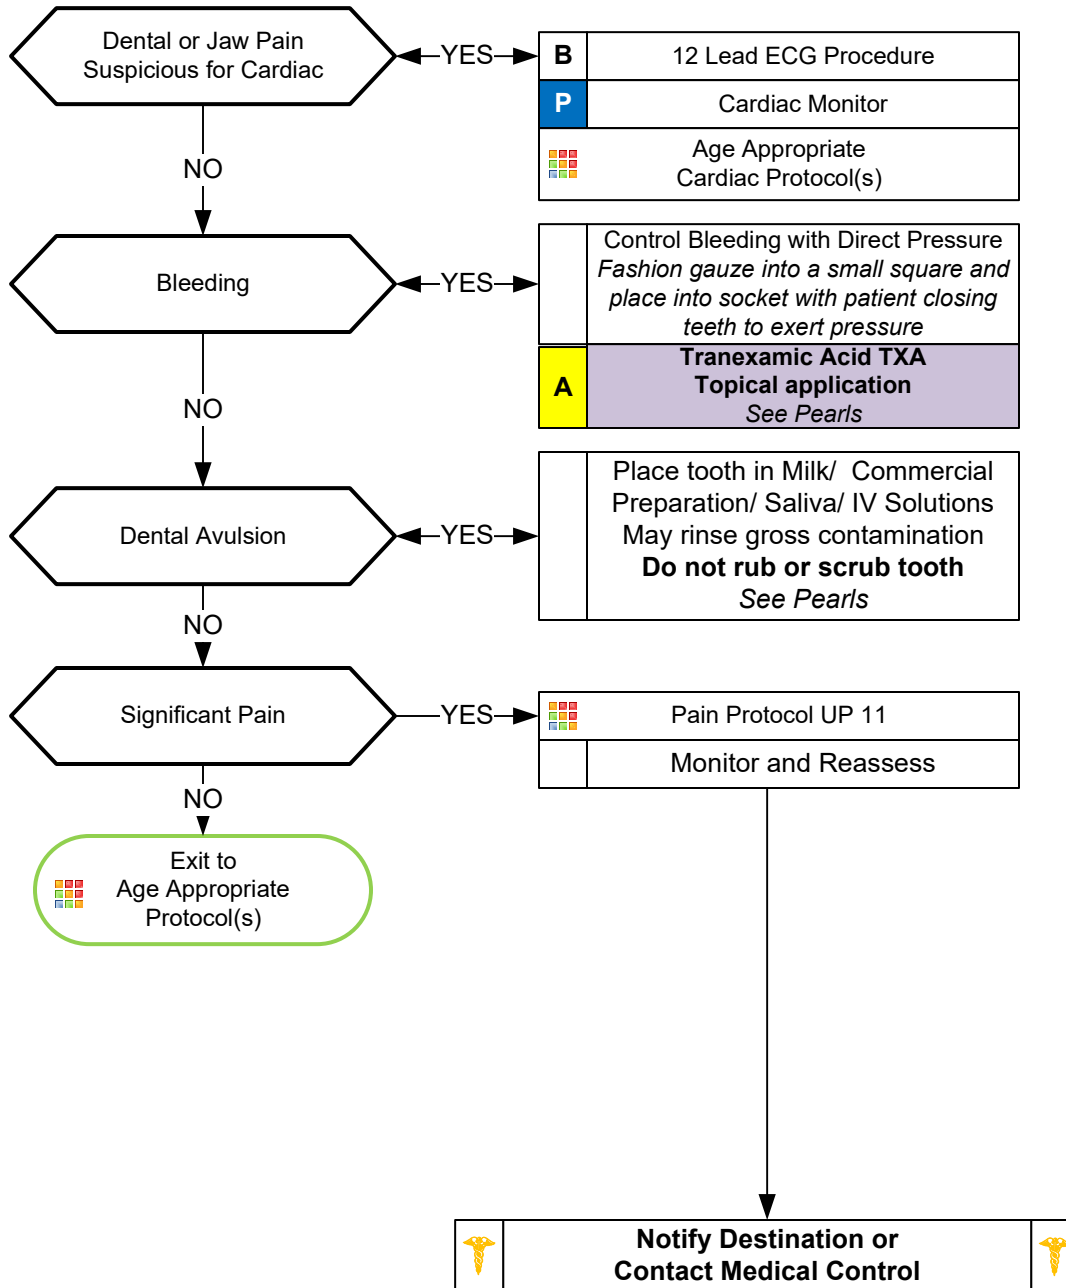 Dental or Jaw Pain
Suspicious for Cardiac
YES
B
12 Lead ECG Procedure
P
Cardiac Monitor
Age Appropriate
Cardiac Protocol(s)
NO
Bleeding
YES
Control Bleeding with Direct Pressure
Fashion gauze into a small square and
place into socket with patient closing
teeth to exert pressure
A
Tranexamic Acid TXA
Topical application
See Pearls
NO
Dental Avulsion
YES
Place tooth in Milk/ Commercial
Preparation/ Saliva/ IV Solutions
May rinse gross contamination
Do not rub or scrub tooth
See Pearls
NO
Significant Pain
YES
Pain Protocol UP 11
Monitor and Reassess
NO
Exit to
Age Appropriate
Protocol(s)
Notify Destination or
Contact Medical Control